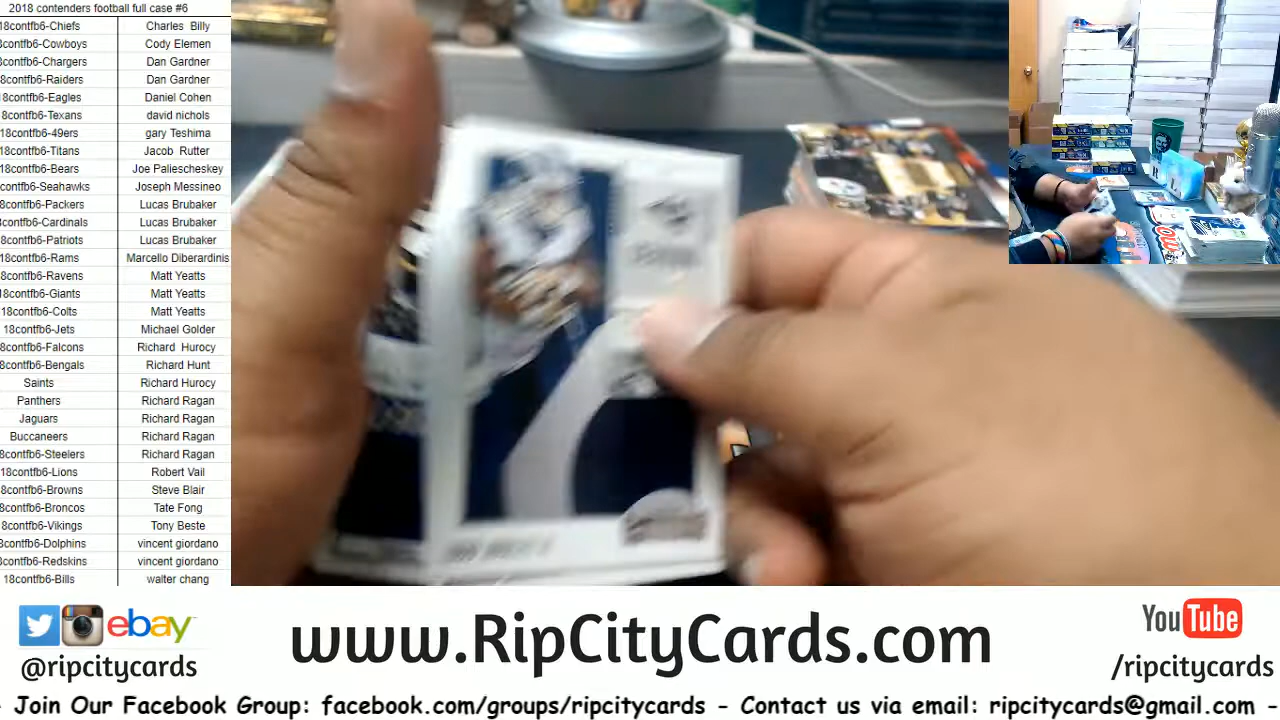 2018 contenders football full case #6
18contfb6-Chiefs Charles Billy
8contfb6-Cowboys Cody Elemen
8contfb6-Chargers Dan Gardner
8contfb6-Raiders Dan Gardner
8contfb6-Eagles Daniel Cohen
8contfb6-Texans david nichols
18contfb6-49ers gary Teshima
18contfb6-Titans Jacob Rutter
18contfb6-Bears Joe Paliescheskey
contfb6-Seahawks Joseph Messineo
8contfb6-Packers Lucas Brubaker
8contfb6-Cardinals Lucas Brubaker
8contfb6-Patriots Lucas Brubaker
18contfb6-Rams Marcello Diberardinis
8contfb6-Ravens Matt Yeatts
18contfb6-Giants Matt Yeatts
18contfb6-Colts Matt Yeatts
18contfb6-Jets Michael Golder
8contfb6-Falcons Richard Hurocy
8contfb6-Bengals Richard Hunt
Saints Richard Hurocy
Panthers Richard Ragan
Jaguars Richard Ragan
Buccaneers Richard Ragan
8contfb6-Steelers Richard Ragan
18contfb6-Lions Robert Vail
8contfb6-Browns Steve Blair
8contfb6-Broncos Tate Fong
8contfb6-Vikings Tony Beste
8contfb6-Dolphins vincent giordano
8contfb6-Redskins vincent giordano
18contfb6-Bills walter chang
ebay
@ripcitycards
www.RipCityCards.com
YouTube
/ripcitycards
- Join Our Facebook Group: facebook.com/groups/ripcitycards - Contact us via email: ripcitycards@gmail.com -